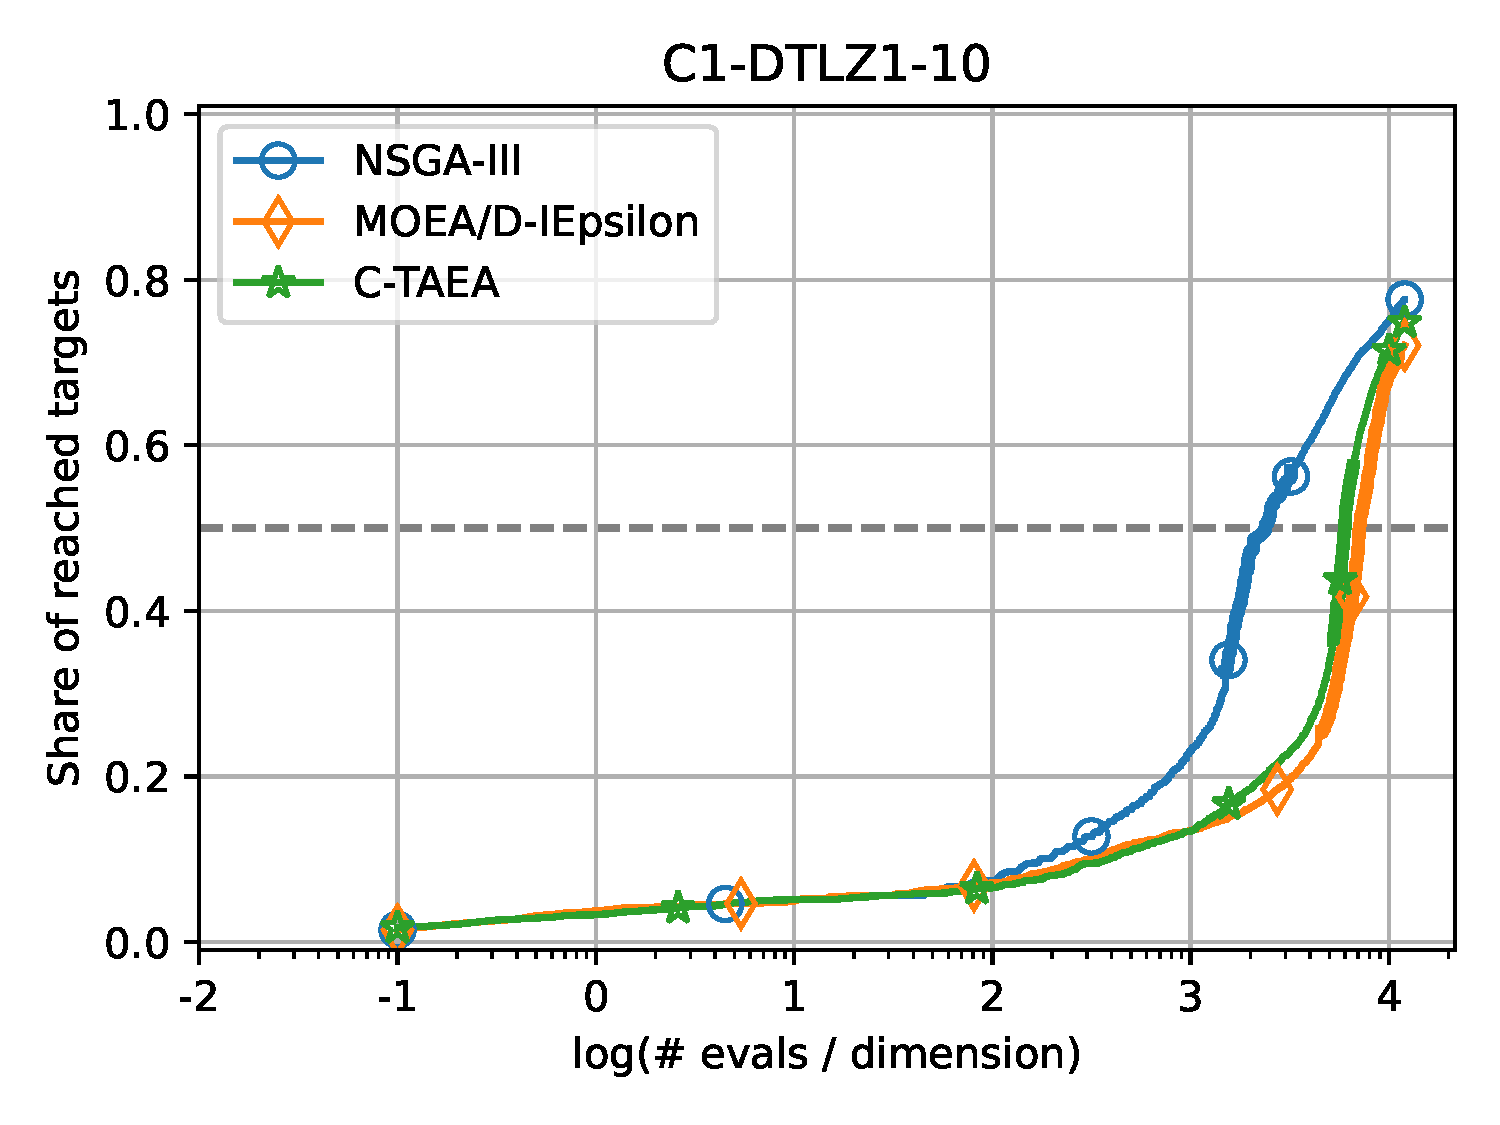 C1-DTLZ1-10
1.0
0.8
0.6
0.4
0.2
0.0
Share of reached targets
NSGA-III
MOEA/D-IEpsilon
C-TAEA
-2 -1 0 1 2 3 4
log(# evals / dimension)